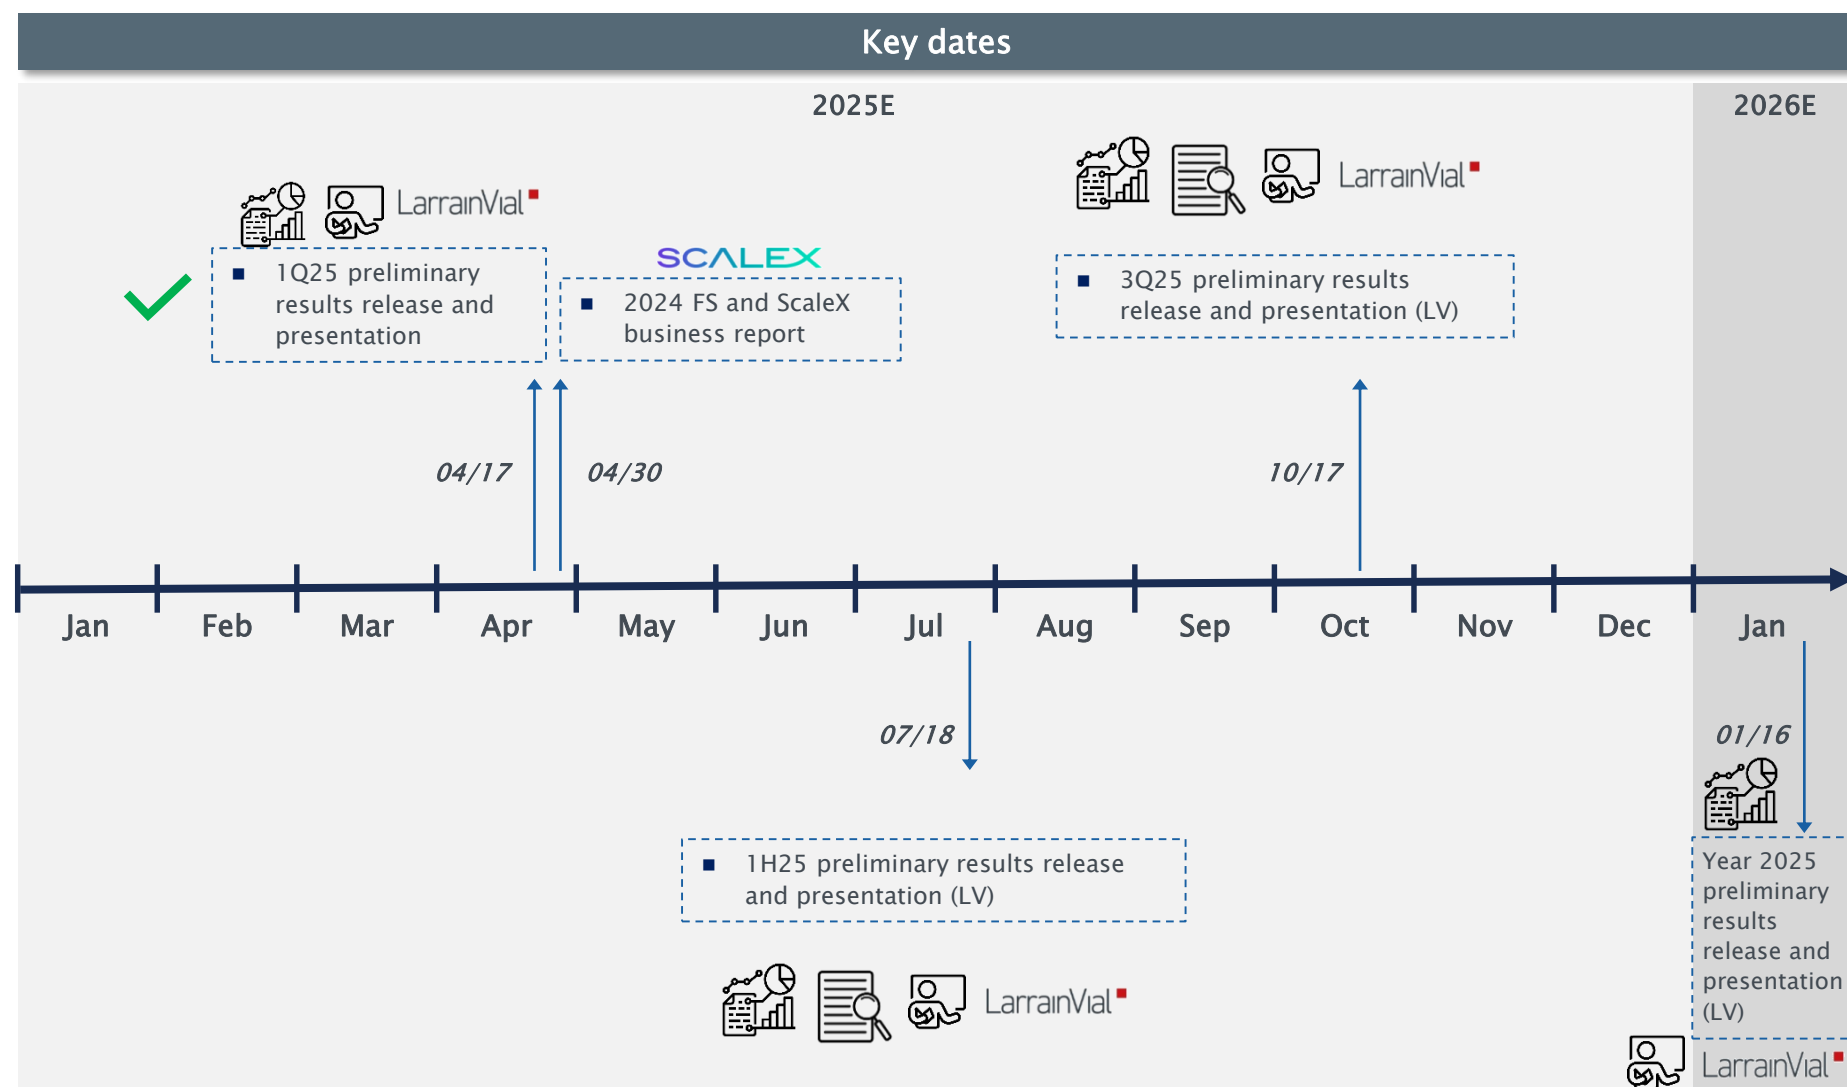 Key dates
2025E
2026E
LarrainVial
LarrainVial
▪ 1Q25 preliminary
results release and
presentation
SCALEX
▪ 2024 FS and ScaleX
business report
▪ 3Q25 preliminary results
release and presentation (LV)
04/17
04/30
10/17
Jan
Feb
Mar
Apr
May
Jun
Jul
Aug
Sep
Oct
Nov
Dec
Jan
07/18
01/16
▪ 1H25 preliminary results release
and presentation (LV)
LarrainVial
Year 2025
preliminary
results
release and
presentation
(LV)
LarrainVial